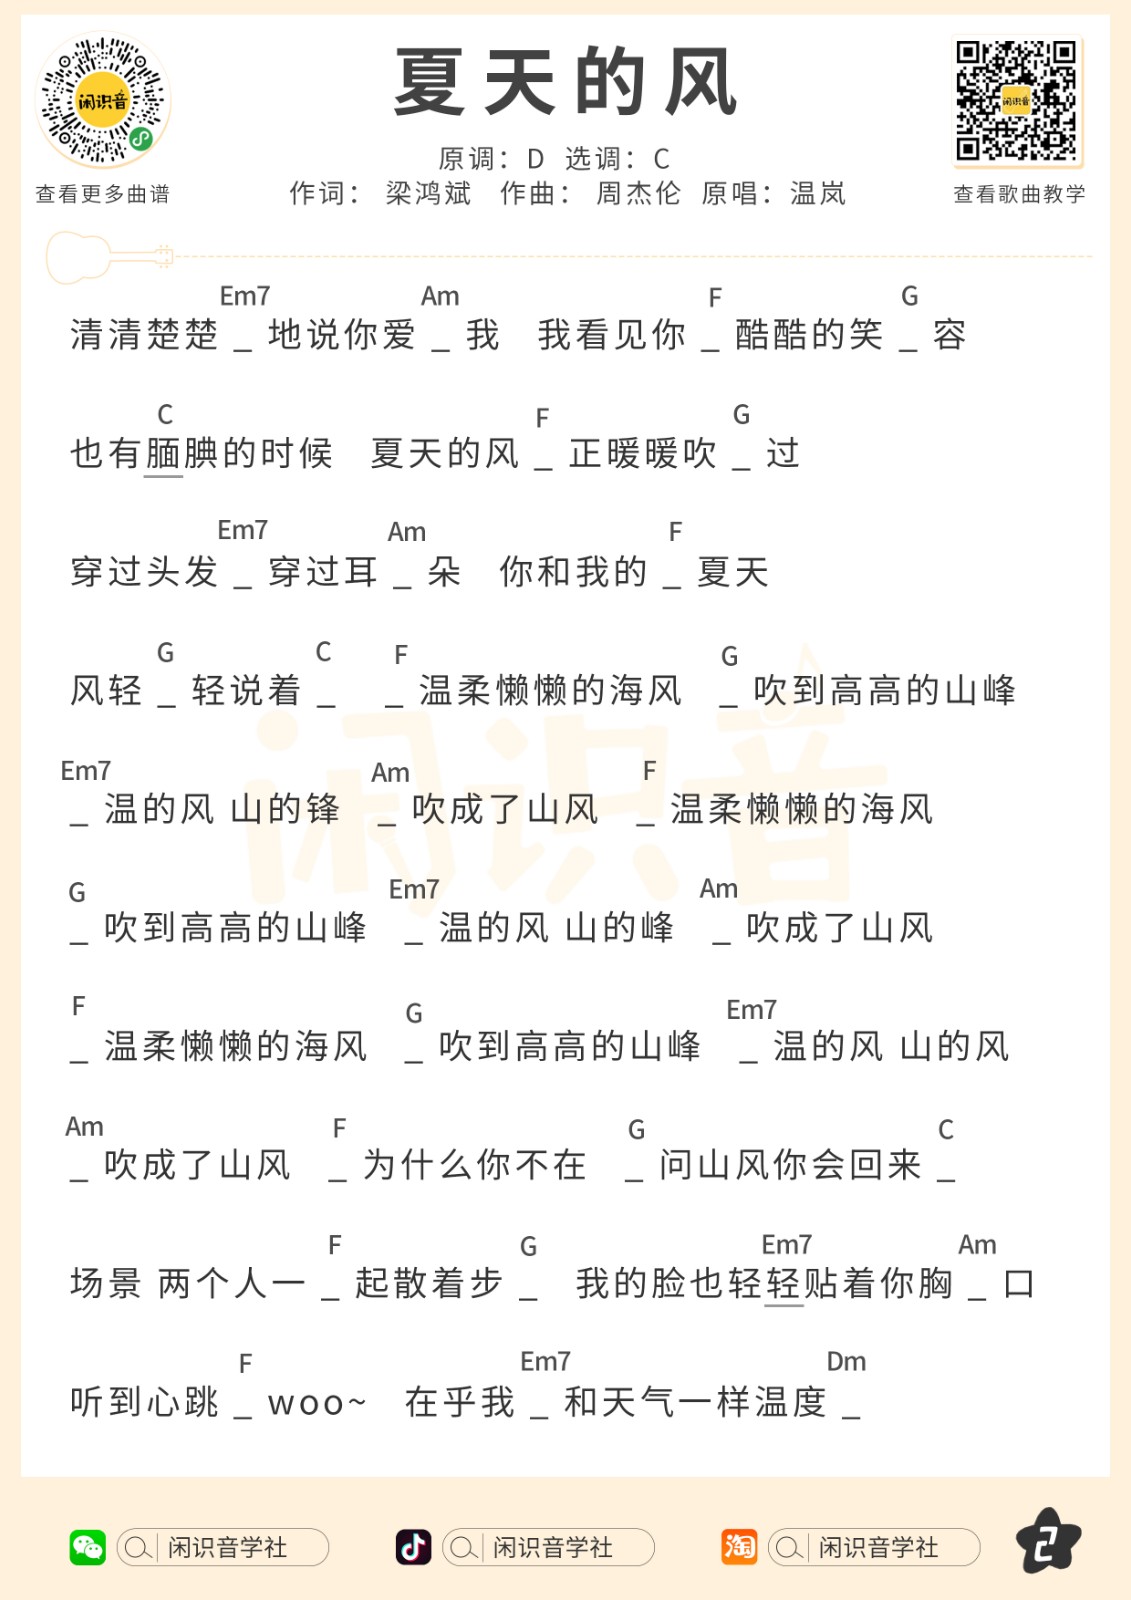 闲识音
查看更多曲谱
夏天的风
原调：D 选调：C
作词： 梁鸿斌 作曲： 周杰伦 原唱：温岚
闲识音
查看歌曲教学
Em7 Am F G
清清楚楚 _ 地说你爱 _ 我 我看见你 _ 酷酷的笑 _ 容
C F G
也有腼腆的时候 夏天的风 _ 正暖暖吹 _ 过
Em7 Am F
穿过头发 _ 穿过耳 _ 朵 你和我的 _ 夏天
G C F G
风轻 _ 轻说着 _ _ 温柔懒懒的海风 _ 吹到高高的山峰
Em7 Am F
_ 温的风 山的锋 _ 吹成了山风 _ 温柔懒懒的海风
G Em7 Am
_ 吹到高高的山峰 _ 温的风 山的峰 _ 吹成了山风
F G Em7
_ 温柔懒懒的海风 _ 吹到高高的山峰 _ 温的风 山的风
Am F G C
_ 吹成了山风 _ 为什么你不在 _ 问山风你会回来 _
F G Em7 Am
场景 两个人一 _ 起散着步 _ 我的脸也轻轻贴着你胸 _ 口
F Em7 Dm
听到心跳 _ woo~ 在乎我 _ 和天气一样温度 _
闲识音
闲识音学社
闲识音学社
淘 闲识音学社
2